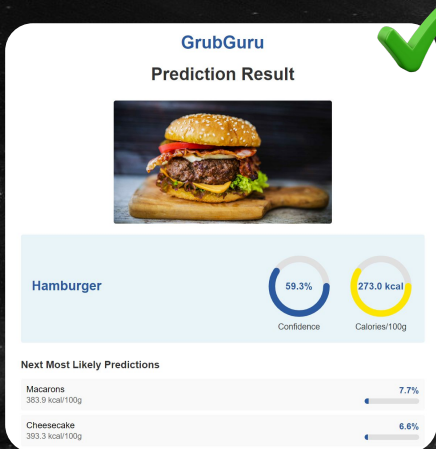 GrubGuru
Prediction Result
Hamburger
59.3%
Confidence
273.0 kcal
Calories/100g
Next Most Likely Predictions
Macarons
383.9 kcal/100g
7.7%
Cheesecake
393.3 kcal/100g
6.6%